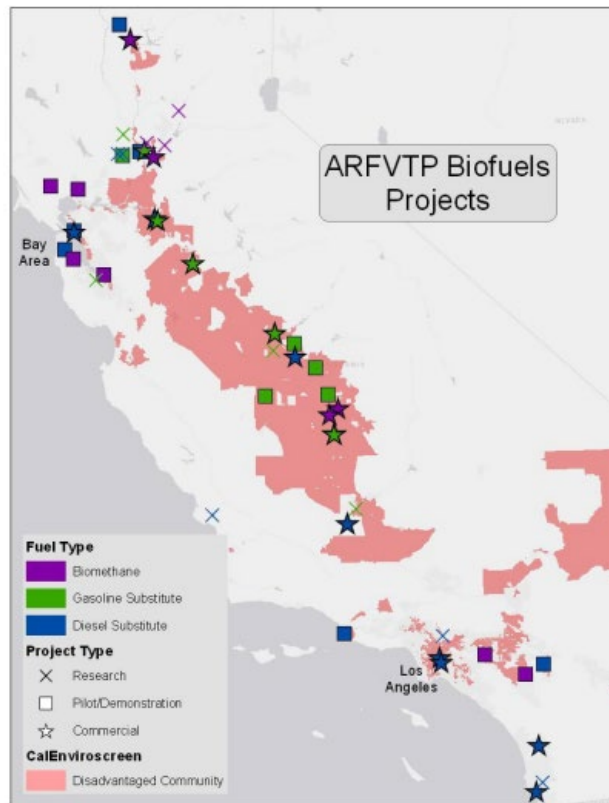 ARFVTP Biofuels
Projects
Bay
Area
Fuel Type
Biomethane
Gasoline Substitute
Diesel Substitute
Project Type
Research
Pilot/Demonstration
Commercial
CalEnviroscreen
Disadvantaged Community
Los
Angeles